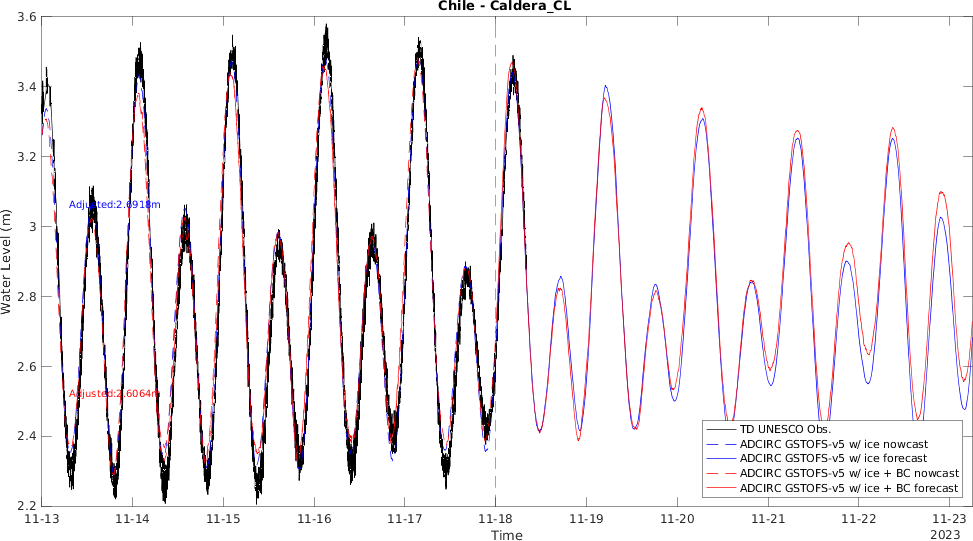 Chile - Caldera_CL
3.6
3.4
3.2
3
2.8
2.6
2.4
2.2
Water Level (m)
Adjusted:2.6918m
Adjusted:2.6064m
TD UNESCO Obs.
ADCIRC GSTOFS-v5 w/ ice nowcast
ADCIRC GSTOFS-v5 w/ ice forecast
ADCIRC GSTOFS-v5 w/ ice + BC nowcast
ADCIRC GSTOFS-v5 w/ ice + BC forecast
11-13 11-14 11-15 11-16 11-17 11-18 11-19 11-20 11-21 11-22 11-23
Time 2023